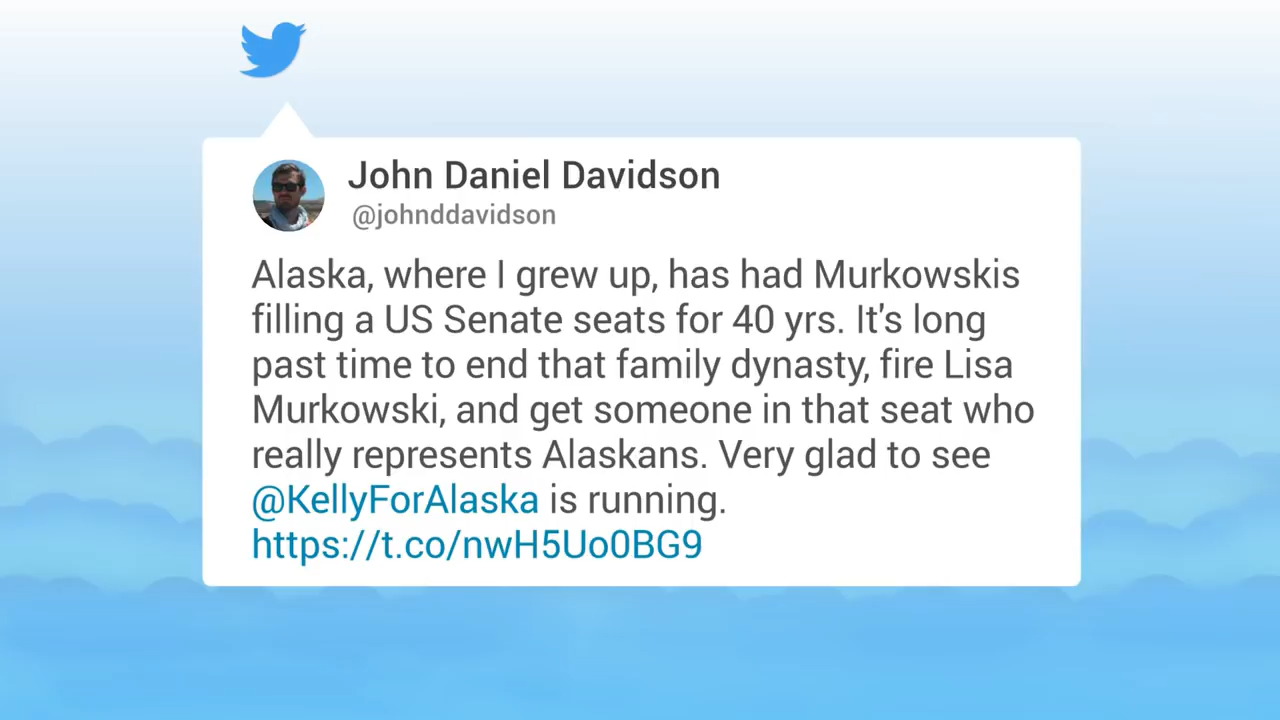 John Daniel Davidson
@johnddavidson
Alaska, where I grew up, has had Murkowskis
filling a US Senate seats for 40 yrs. It's long
past time to end that family dynasty, fire Lisa
Murkowski, and get someone in that seat who
really represents Alaskans. Very glad to see
@KellyForAlaska is running.
https://t.co/nwH5Uo0BG9